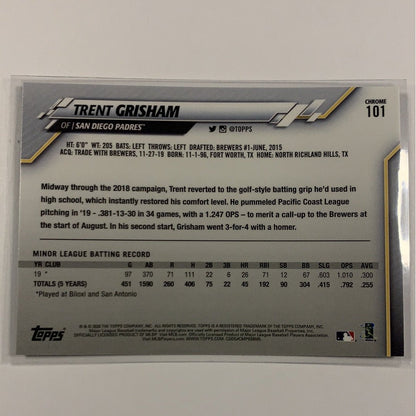 TRENT GRISHAM
CHROME
101
OF | SAN DIEGO PADRES™
@TOPPS
HT: 6'0" WT: 205 BATS: LEFT THROWS: LEFT DRAFTED: BREWERS #1-JUNE, 2015
ACQ: TRADE WITH BREWERS, 11-27-19 BORN: 11-1-96, FORT WORTH, TX HOME: NORTH RICHLAND HILLS, TX
Midway through the 2018 campaign, Trent reverted to the golf-style batting grip he'd used in
high school, which instantly restored his comfort level. He pummeled Pacific Coast League
pitching in '19 - .381-13-30 in 34 games, with a 1.247 OPS – to merit a call-up to the Brewers at
the start of August. In his second start, Grisham went 3-for-4 with a homer.
MINOR LEAGUE BATTING RECORD
YR CLUB G AB R H 2B 3B HR RBI SB BB SLG OPS AVG
19 * 97 370 71 111 22 6 26 71 12 67 .603 1.010 .300
TOTALS (5 YEARS) 451 1590 260 406 75 22 45 192 90 304 .415 .792 .255
*Played at Biloxi and San Antonio
Topps